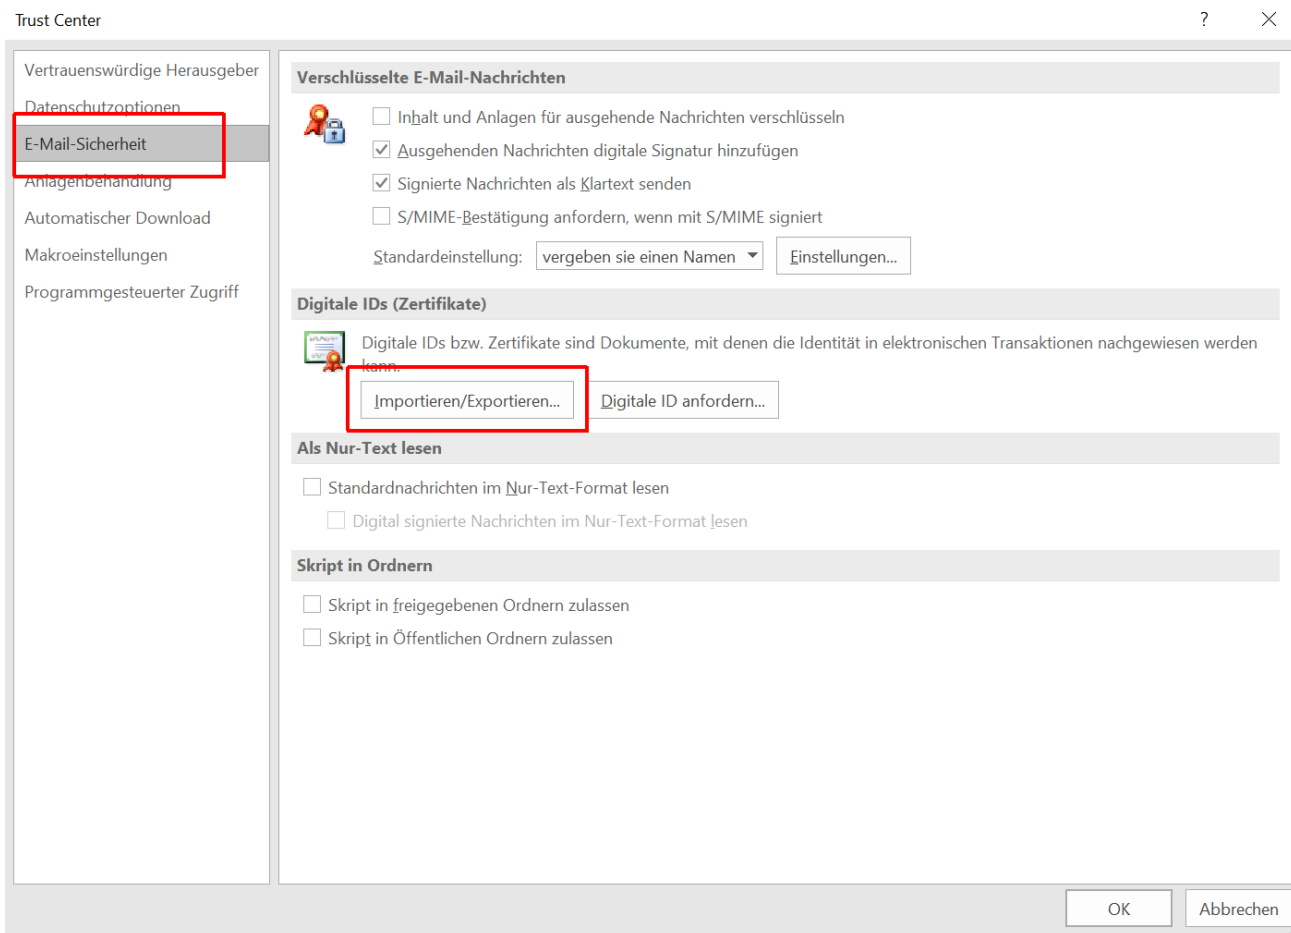 Trust Center
?
Vertrauenswürdige Herausgeber
Datenschutzoptionen
E-Mail-Sicherheit
Anlagenbehandlung
Automatischer Download
Makroeinstellungen
Programmgesteuerter Zugriff
Verschlüsselte E-Mail-Nachrichten
Inhalt und Anlagen für ausgehende Nachrichten verschlüsseln
Ausgehenden Nachrichten digitale Signatur hinzufügen
Signierte Nachrichten als Klartext senden
S/MIME-Bestätigung anfordern, wenn mit S/MIME signiert
Standardeinstellung: vergeben sie einen Namen Einstellungen...
Digitale IDs (Zertifikate)
Digitale IDs bzw. Zertifikate sind Dokumente, mit denen die Identität in elektronischen Transaktionen nachgewiesen werden
kann.
Importieren/Exportieren... Digitale ID anfordern...
Als Nur-Text lesen
Standardnachrichten im Nur-Text-Format lesen
Digital signierte Nachrichten im Nur-Text-Format lesen
Skript in Ordnern
Skript in freigegebenen Ordnern zulassen
Skript in Öffentlichen Ordnern zulassen
OK Abbrechen